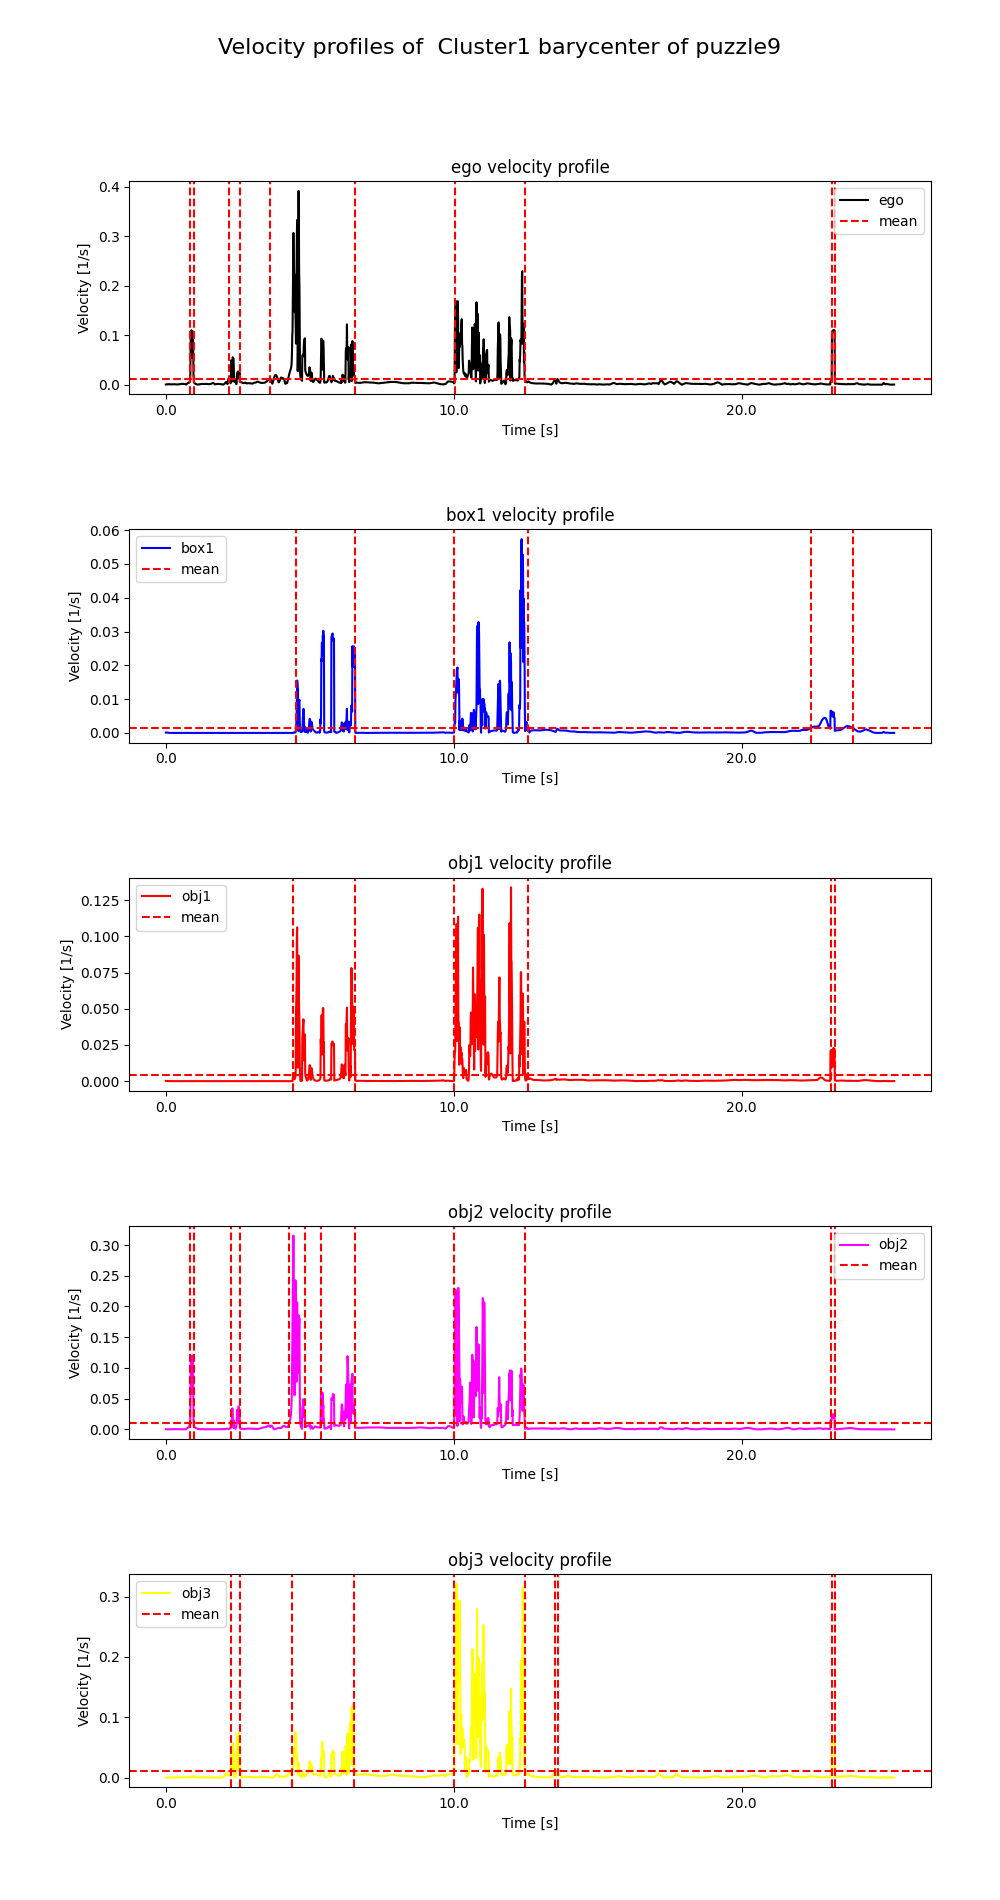 Velocity profiles of  Cluster1 barycenter of puzzle9
ego velocity profile
0.4
0.3
0.2
0.1
0.0
Velocity [1/s]
ego
mean
0.0 10.0 20.0
Time [s]
box1 velocity profile
0.06
0.05
0.04
0.03
0.02
0.01
0.00
Velocity [1/s]
box1
mean
0.0 10.0 20.0
Time [s]
obj1 velocity profile
0.125
0.100
0.075
0.050
0.025
0.000
Velocity [1/s]
obj1
mean
0.0 10.0 20.0
Time [s]
obj2 velocity profile
0.30
0.25
0.20
0.15
0.10
0.05
0.00
Velocity [1/s]
obj2
mean
0.0 10.0 20.0
Time [s]
obj3 velocity profile
0.3
0.2
0.1
0.0
Velocity [1/s]
obj3
mean
0.0 10.0 20.0
Time [s]